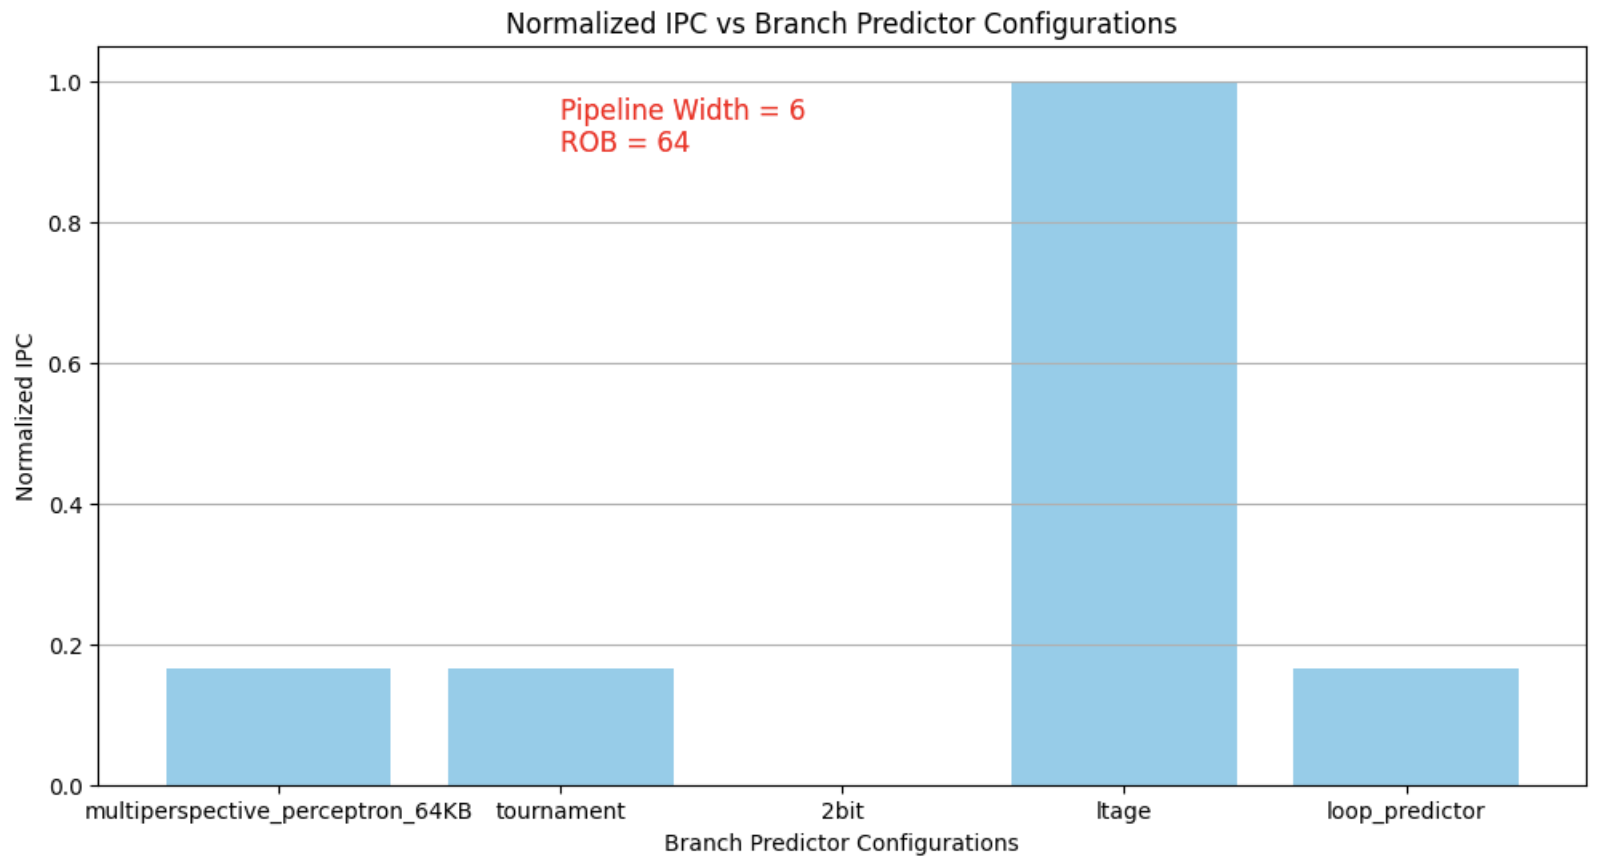 Normalized IPC vs Branch Predictor Configurations
Pipeline Width = 6
ROB = 64
Normalized IPC
1.0
0.8
0.6
0.4
0.2
0.0
multiperspective_perceptron_64KB
tournament
2bit
ltage
loop_predictor
Branch Predictor Configurations